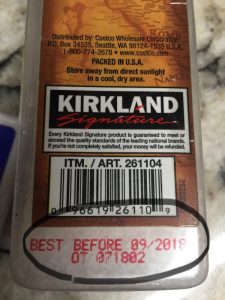 Distributed by: Costco Wholesale Corporation
P.O. Box 34535, Seattle, WA 98124-1535 U.S.A.
1-800-774-2678 • www.costco.com
PACKED IN U.S.A.
Store away from direct sunlight
in a cool, dry area.
KIRKLAND
Signature
Every Kirkland Signature product is guaranteed to meet or
exceed the quality standards of the leading national brands.
If you're not completely satisfied, your money will be refunded.
ITM. / ART. 261104
0 96619 26110 9
BEST BEFORE 09/2018
OT 071802